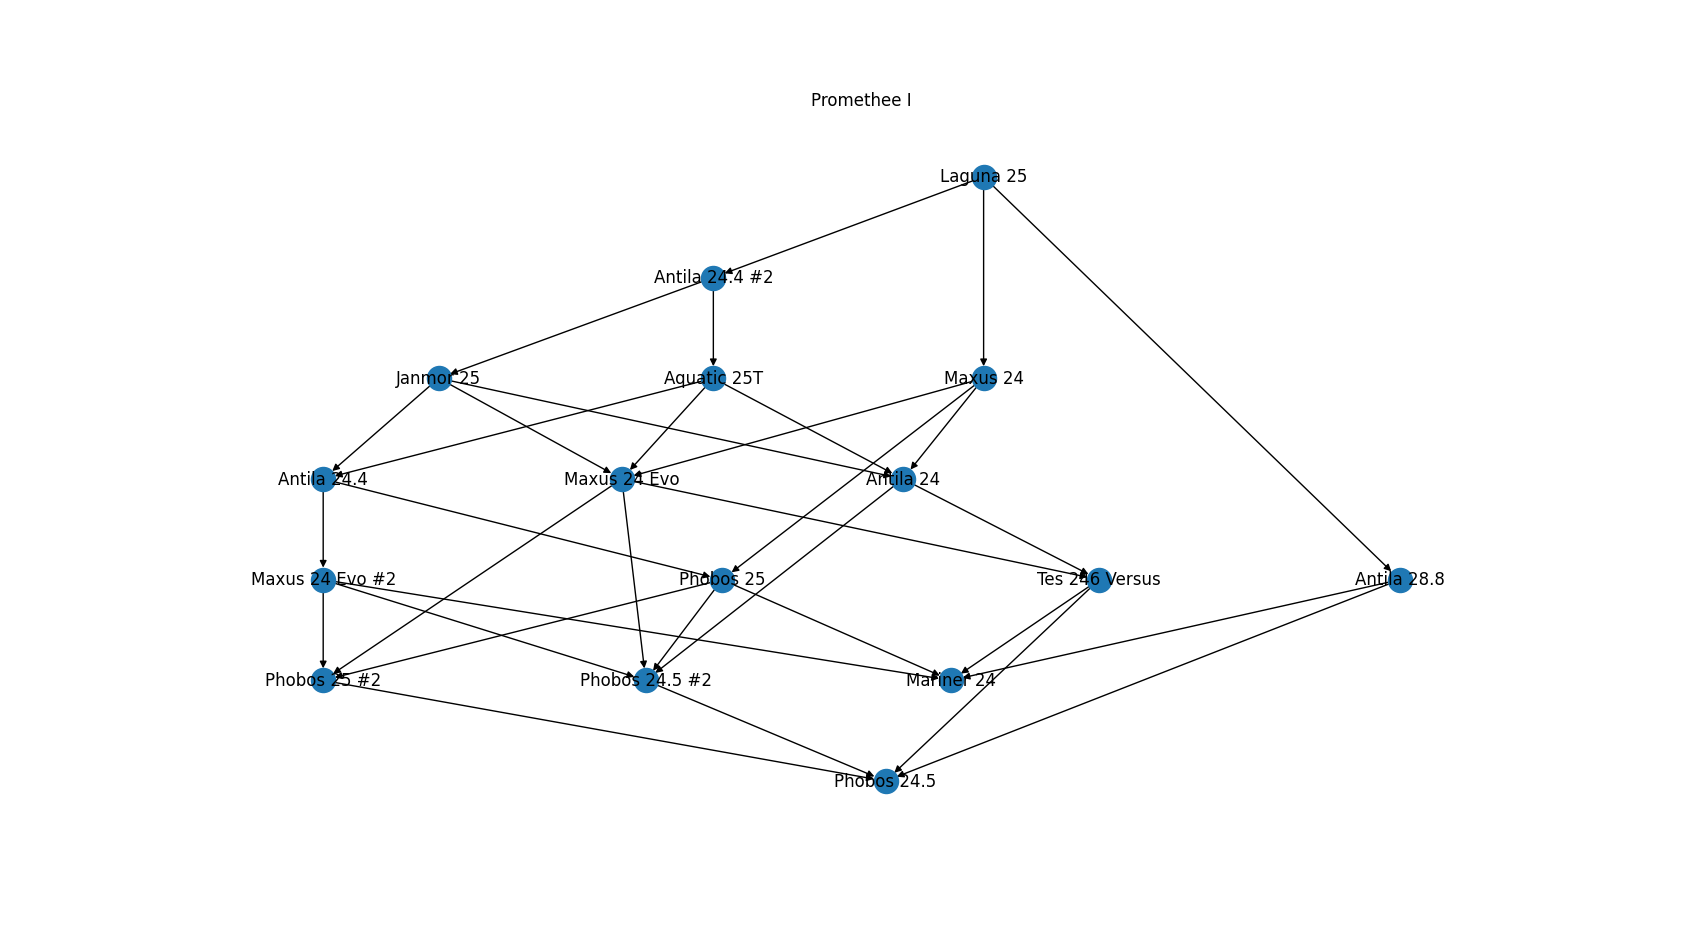 Promethee I
Laguna 25
Antila 24.4 #2
Janmor 25
Aquatic 25T
Maxus 24
Antila 24.4
Maxus 24 Evo
Antila 24
Maxus 24 Evo #2
Phobos 25
Tes 246 Versus
Antila 28.8
Phobos 25 #2
Phobos 24.5 #2
Mariner 24
Phobos 24.5